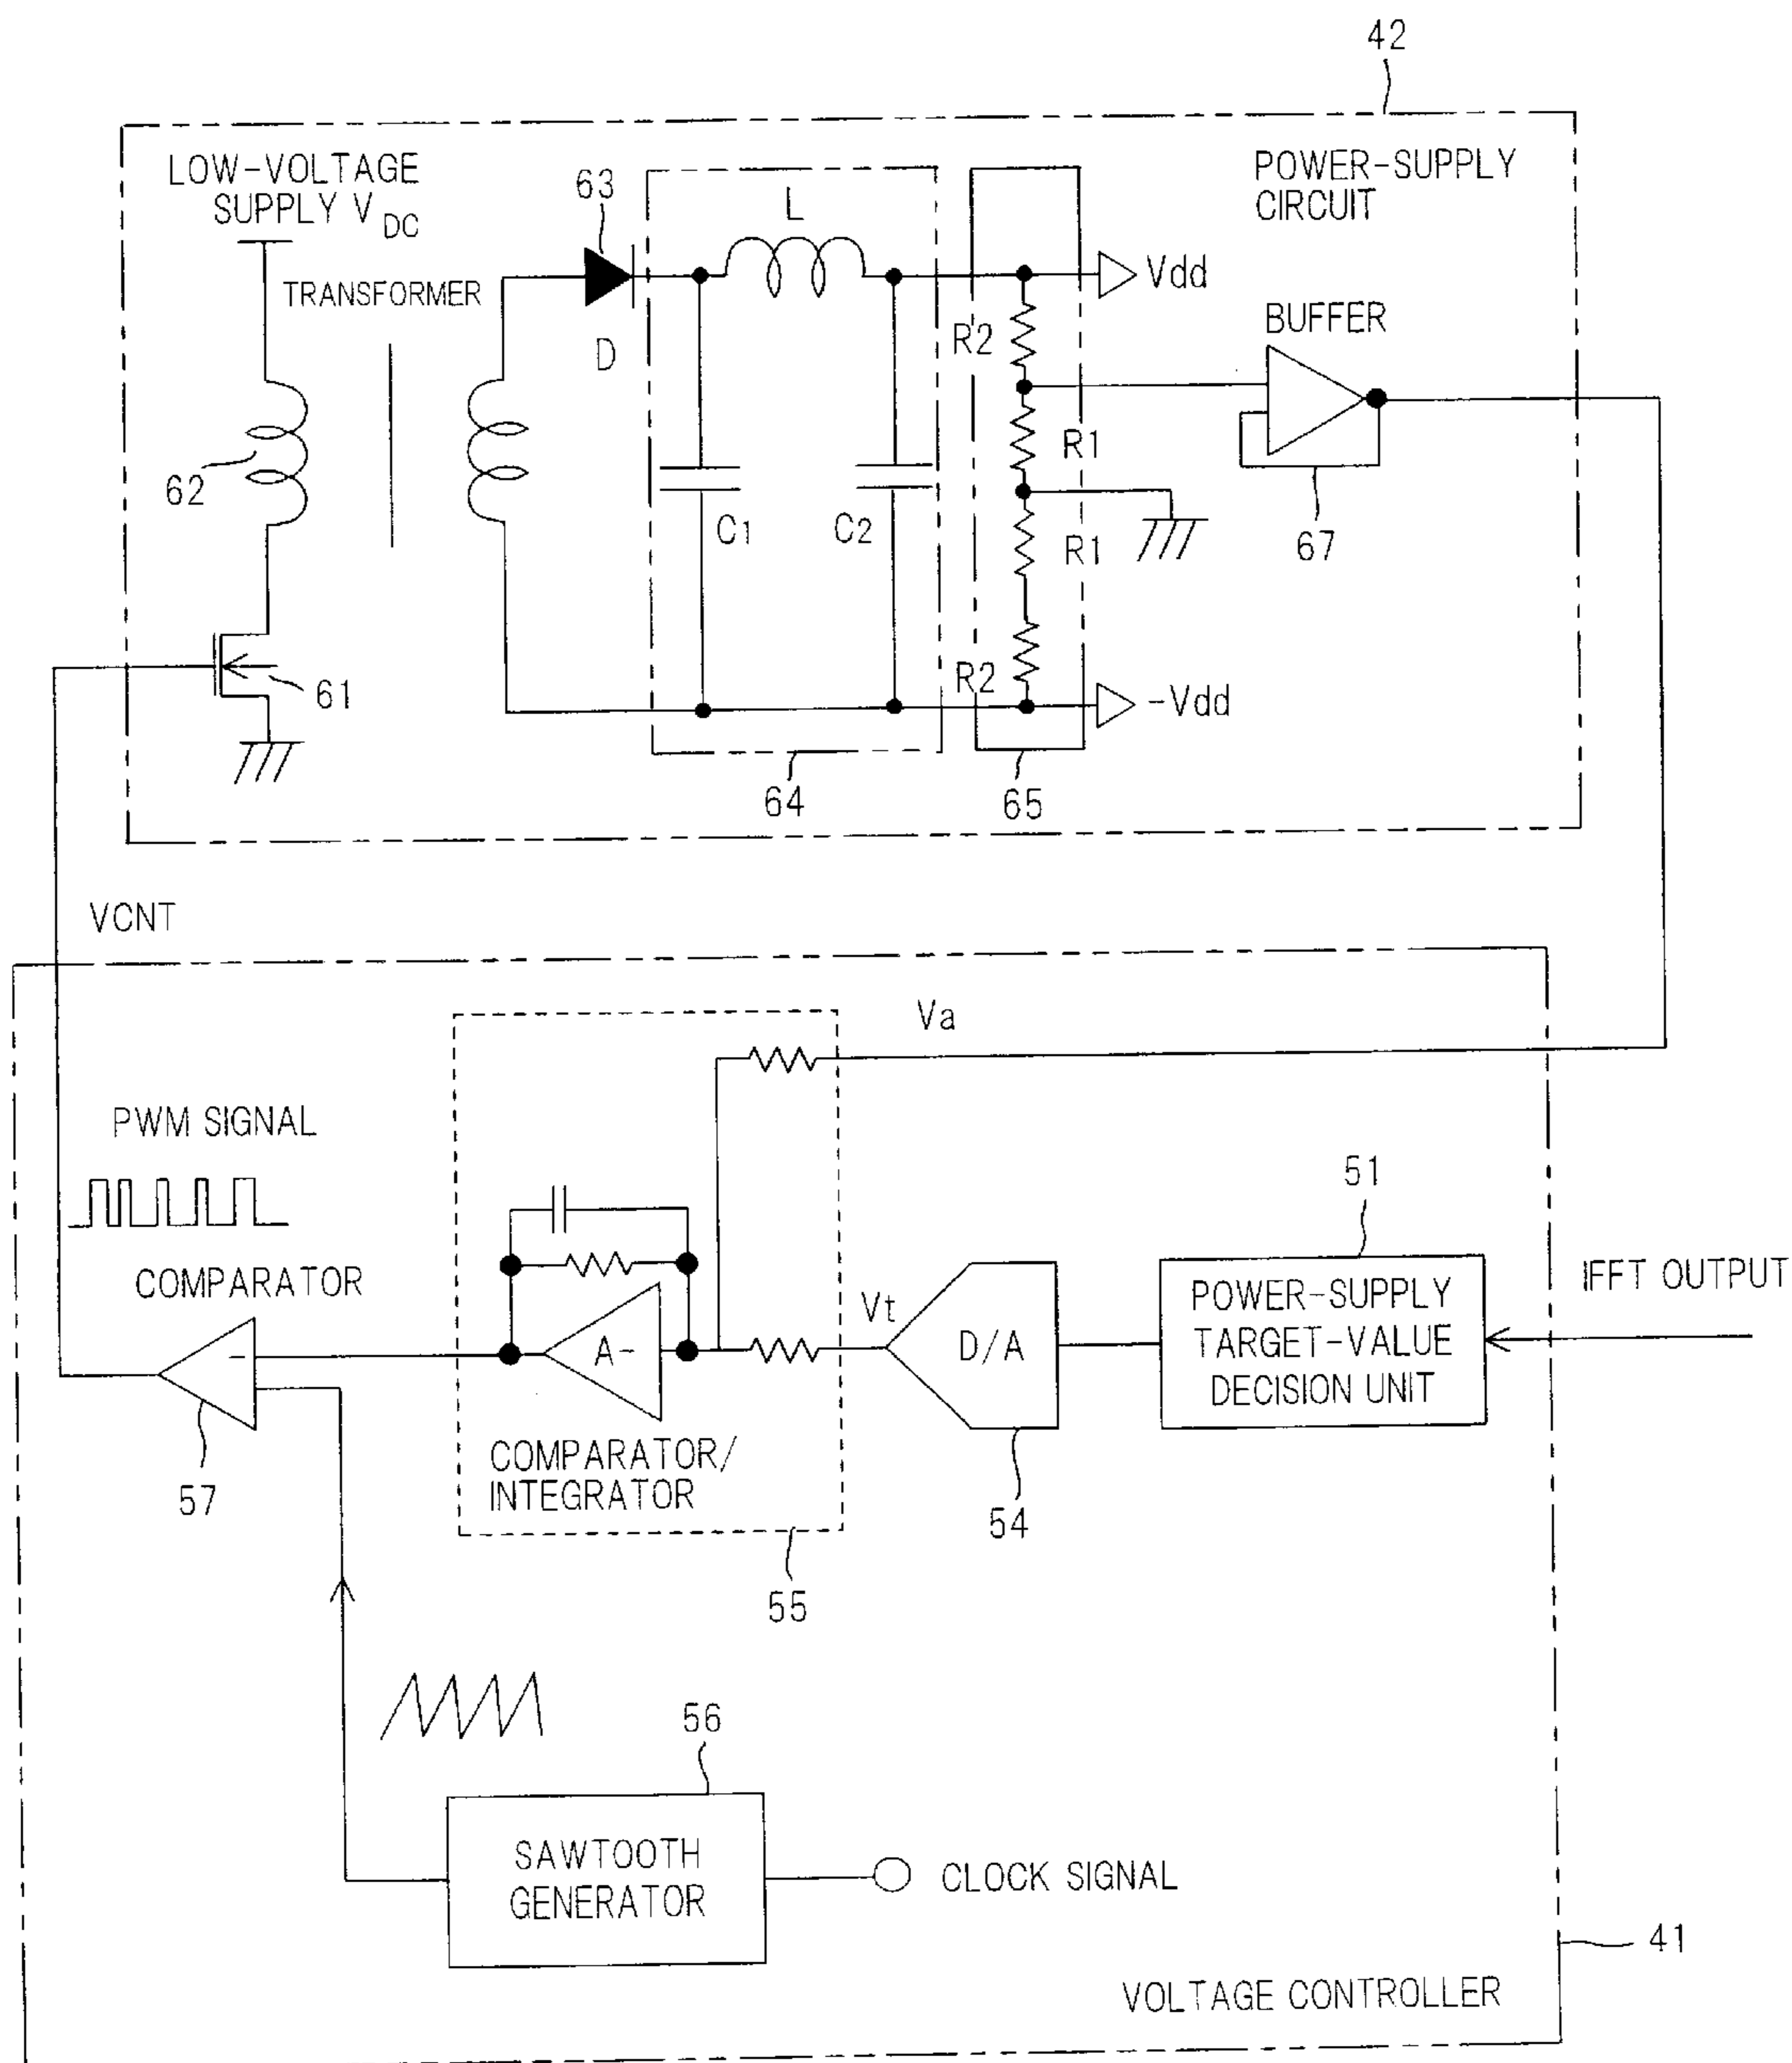 42
LOW-VOLTAGE
SUPPLY VDC
POWER-SUPPLY
CIRCUIT
63
L
TRANSFORMER
Vdd
D
R2
BUFFER
62
C1
C2
R1
R1
67
61
R2
-Vdd
64
65
VCNT
Va
PWM SIGNAL
51
COMPARATOR
IFFT OUTPUT
Vt
POWER-SUPPLY
TARGET-VALUE
DECISION UNIT
-
A-
D/A
57
COMPARATOR/
INTEGRATOR
54
55
56
SAWTOOTH
GENERATOR
CLOCK SIGNAL
41
VOLTAGE CONTROLLER